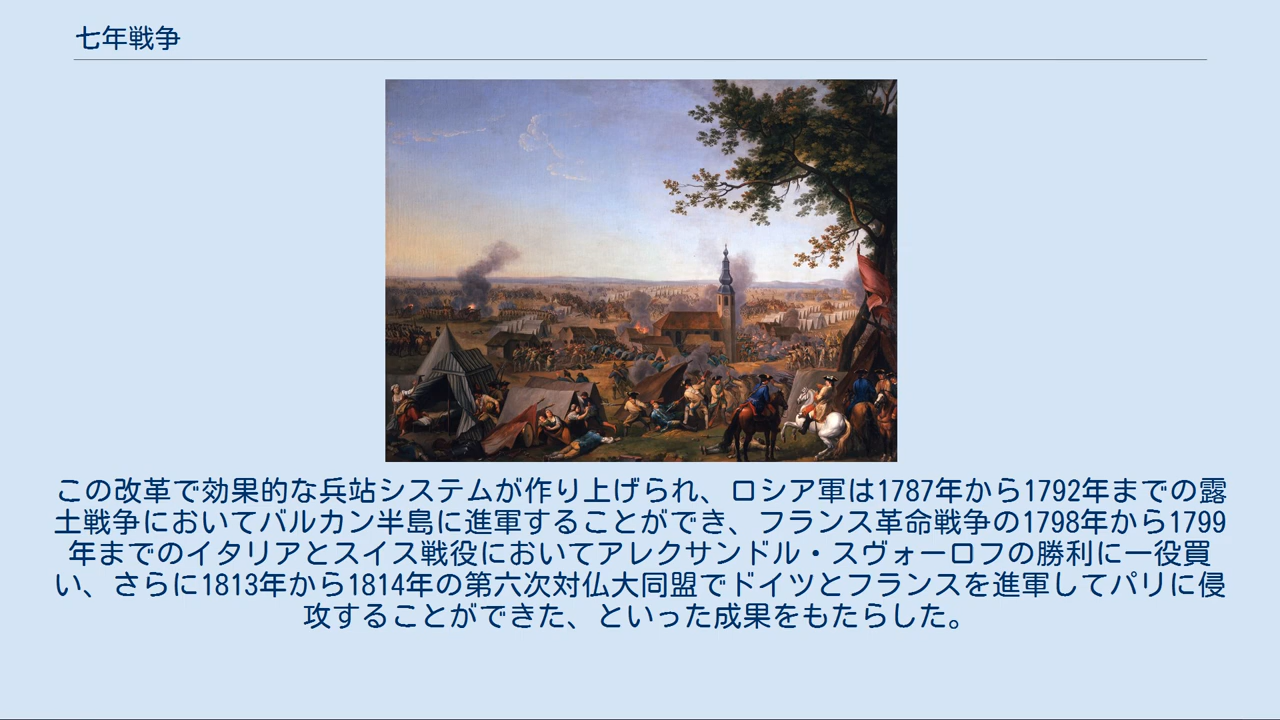 七年戦争
この改革で効果的な兵站システムが作り上げられ、ロシア軍は1787年から1792年までの露
土戦争においてバルカン半島に進軍することができ、フランス革命戦争の1798年から1799
年までのイタリアとスイス戦役においてアレクサンドル・スヴォーロフの勝利に一役買
い、さらに1813年から1814年の第六次対仏大同盟でドイツとフランスを進軍してパリに侵
攻することができた、といった成果をもたらした。